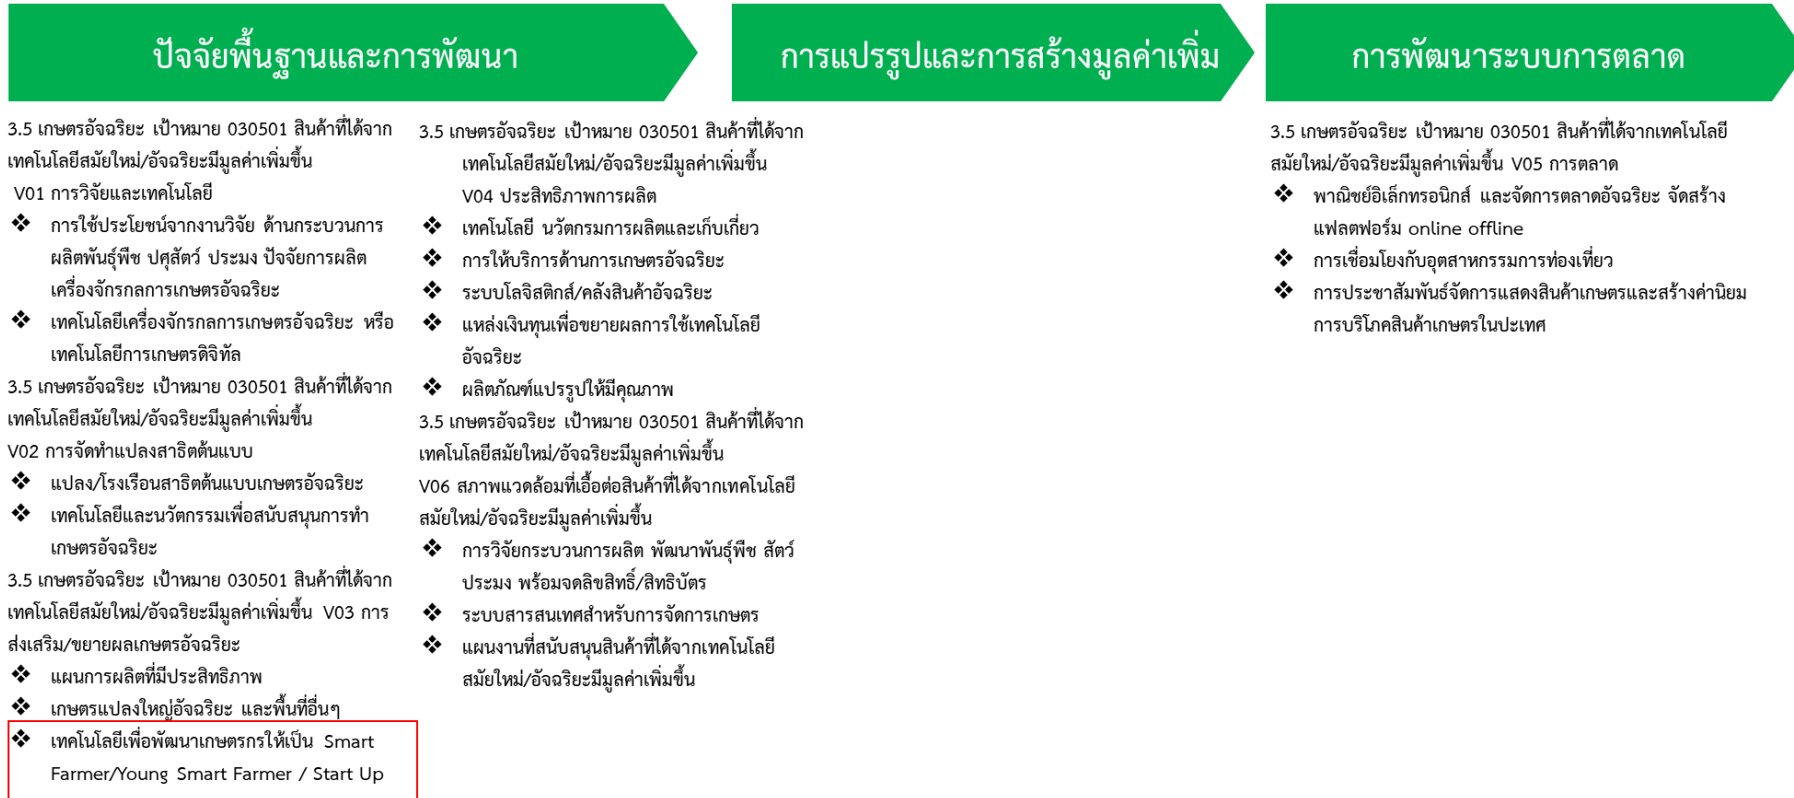 ปัจจัยพื้นฐานและการพัฒนา
การแปรรูปและการสร้างมูลค่าเพิ่ม
การพัฒนาระบบการตลาด
3.5 เกษตรอัจฉริยะ เป้าหมาย 030501 สินค้าที่ได้จาก
เทคโนโลยีสมัยใหม่/อัจฉริยะมีมูลค่าเพิ่มขึ้น
V01 การวิจัยและเทคโนโลยี
❖ การใช้ประโยชน์จากงานวิจัย ด้านกระบวนการ
ผลิตพันธุ์พืช ปศุสัตว์ ประมง ปัจจัยการผลิต
เครื่องจักรกลการเกษตรอัจฉริยะ
❖ เทคโนโลยีเครื่องจักรกลการเกษตรอัจฉริยะ หรือ
เทคโนโลยีการเกษตรดิจิทัล
3.5 เกษตรอัจฉริยะ เป้าหมาย 030501 สินค้าที่ได้จาก
เทคโนโลยีสมัยใหม่/อัจฉริยะมีมูลค่าเพิ่มขึ้น
V02 การจัดทำแปลงสาธิตต้นแบบ
❖ แปลง/โรงเรือนสาธิตต้นแบบเกษตรอัจฉริยะ
❖ เทคโนโลยีและนวัตกรรมเพื่อสนับสนุนการทำ
เกษตรอัจฉริยะ
3.5 เกษตรอัจฉริยะ เป้าหมาย 030501 สินค้าที่ได้จาก
เทคโนโลยีสมัยใหม่/อัจฉริยะมีมูลค่าเพิ่มขึ้น V03 การ
ส่งเสริม/ขยายผลเกษตรอัจฉริยะ
❖ แผนการผลิตที่มีประสิทธิภาพ
❖ เกษตรแปลงใหญ่อัจฉริยะ และพื้นที่อื่นๆ
❖ เทคโนโลยีเพื่อพัฒนาเกษตรกรให้เป็น Smart
Farmer/Young Smart Farmer / Start Up
3.5 เกษตรอัจฉริยะ เป้าหมาย 030501 สินค้าที่ได้จาก
เทคโนโลยีสมัยใหม่/อัจฉริยะมีมูลค่าเพิ่มขึ้น
V04 ประสิทธิภาพการผลิต
❖ เทคโนโลยี นวัตกรมการผลิตและเก็บเกี่ยว
❖ การให้บริการด้านการเกษตรอัจฉริยะ
❖ ระบบโลจิสติกส์/คลังสินค้าอัจฉริยะ
❖ แหล่งเงินทุนเพื่อขยายผลการใช้เทคโนโลยี
อัจฉริยะ
❖ ผลิตภัณฑ์แปรรูปให้มีคุณภาพ
3.5 เกษตรอัจฉริยะ เป้าหมาย 030501 สินค้าที่ได้จาก
เทคโนโลยีสมัยใหม่/อัจฉริยะมีมูลค่าเพิ่มขึ้น
V06 สภาพแวดล้อมที่เอื้อต่อสินค้าที่ได้จากเทคโนโลยี
สมัยใหม่/อัจฉริยะมีมูลค่าเพิ่มขึ้น
❖ การวิจัยกระบวนการผลิต พัฒนาพันธุ์พืช สัตว์
ประมง พร้อมจดลิขสิทธิ์/สิทธิบัตร
❖ ระบบสารสนเทศสำหรับการจัดการเกษตร
❖ แผนงานที่สนับสนุนสินค้าที่ได้จากเทคโนโลยี
สมัยใหม่/อัจฉริยะมีมูลค่าเพิ่มขึ้น
3.5 เกษตรอัจฉริยะ เป้าหมาย 030501 สินค้าที่ได้จากเทคโนโลยี
สมัยใหม่/อัจฉริยะมีมูลค่าเพิ่มขึ้น V05 การตลาด
❖ พาณิชย์อิเล็กทรอนิกส์ และจัดการตลาดอัจฉริยะ จัดสร้าง
แฟลตฟอร์ม online offline
❖ การเชื่อมโยงกับอุตสาหกรรมการท่องเที่ยว
❖ การประชาสัมพันธ์จัดการแสดงสินค้าเกษตรและสร้างค่านิยม
การบริโภคสินค้าเกษตรในปะเทศ